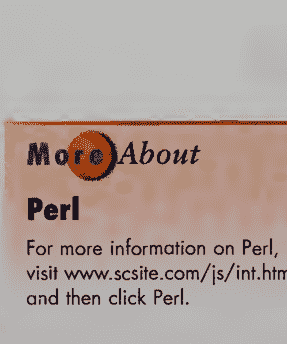 More About
Perl
For more information on Perl,
visit www.scsite.com/js/int.htm
and then click Perl.